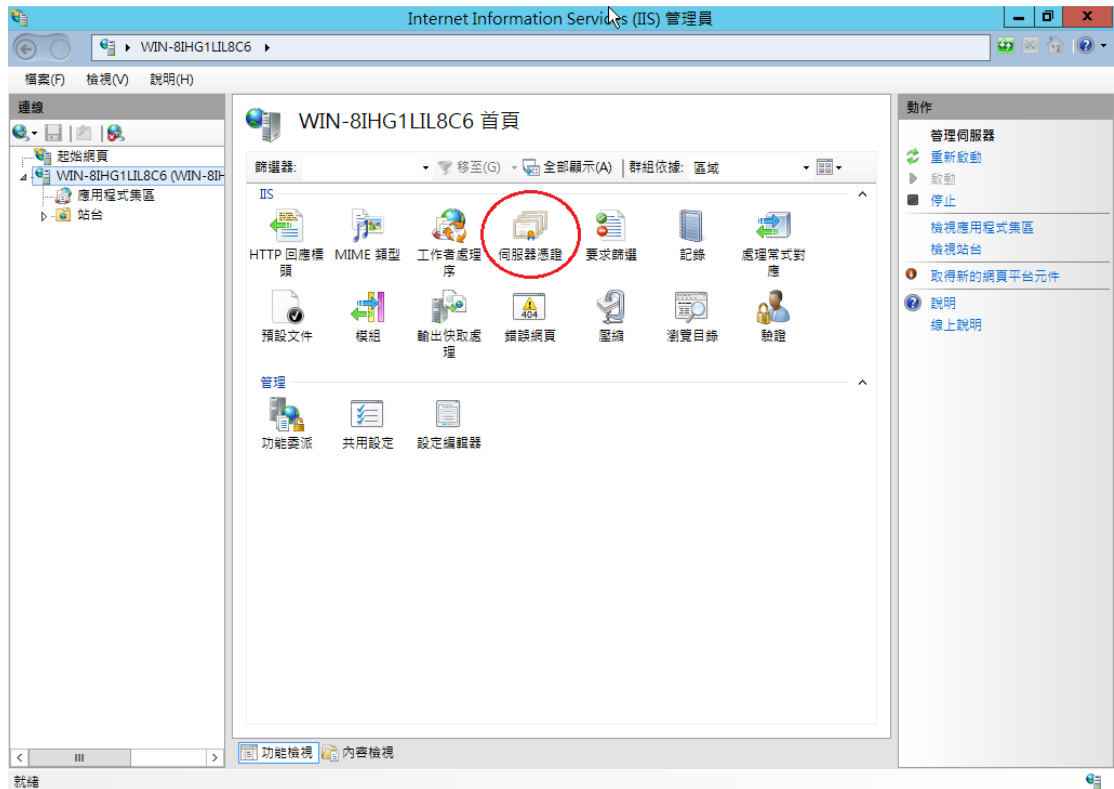 Internet Information Services (IIS) 管理員
WIN-8IHG1LIL8C6
檔案(F) 檢視(V) 說明(H)
連線
起始網頁
WIN-8IHG1LIL8C6 (WIN-8IH
應用程式集區
站台
WIN-8IHG1LIL8C6 首頁
篩選器: 移至(G) 全部顯示(A) 群組依據: 區域
IIS
HTTP 回應標頭 MIME 類型 工作者處理序 伺服器憑證 要求篩選 記錄 處理常式對應
預設文件 模組 輸出快取處理 錯誤網頁 壓縮 瀏覽目錄 驗證
404
管理
功能委派 共用設定 設定編輯器
功能檢視 內容檢視
動作
管理伺服器
重新啟動
啟動
停止
檢視應用程式集區
檢視站台
取得新的網頁平台元件
說明
線上說明
就緒